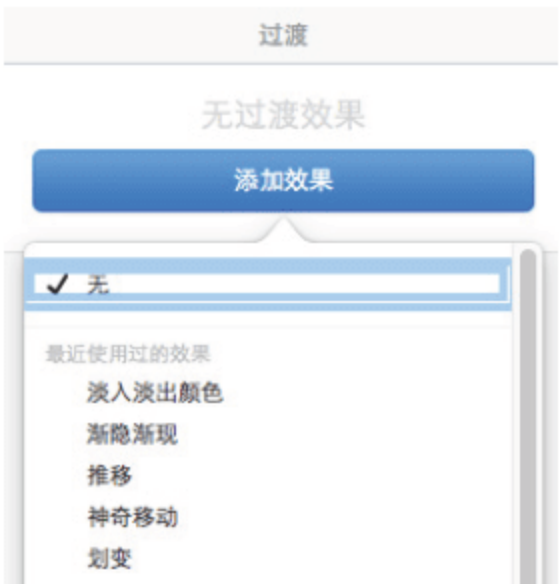 过渡
无过渡效果
添加效果
✓ 无
最近使用过的效果
淡入淡出颜色
渐隐渐现
推移
神奇移动
划变